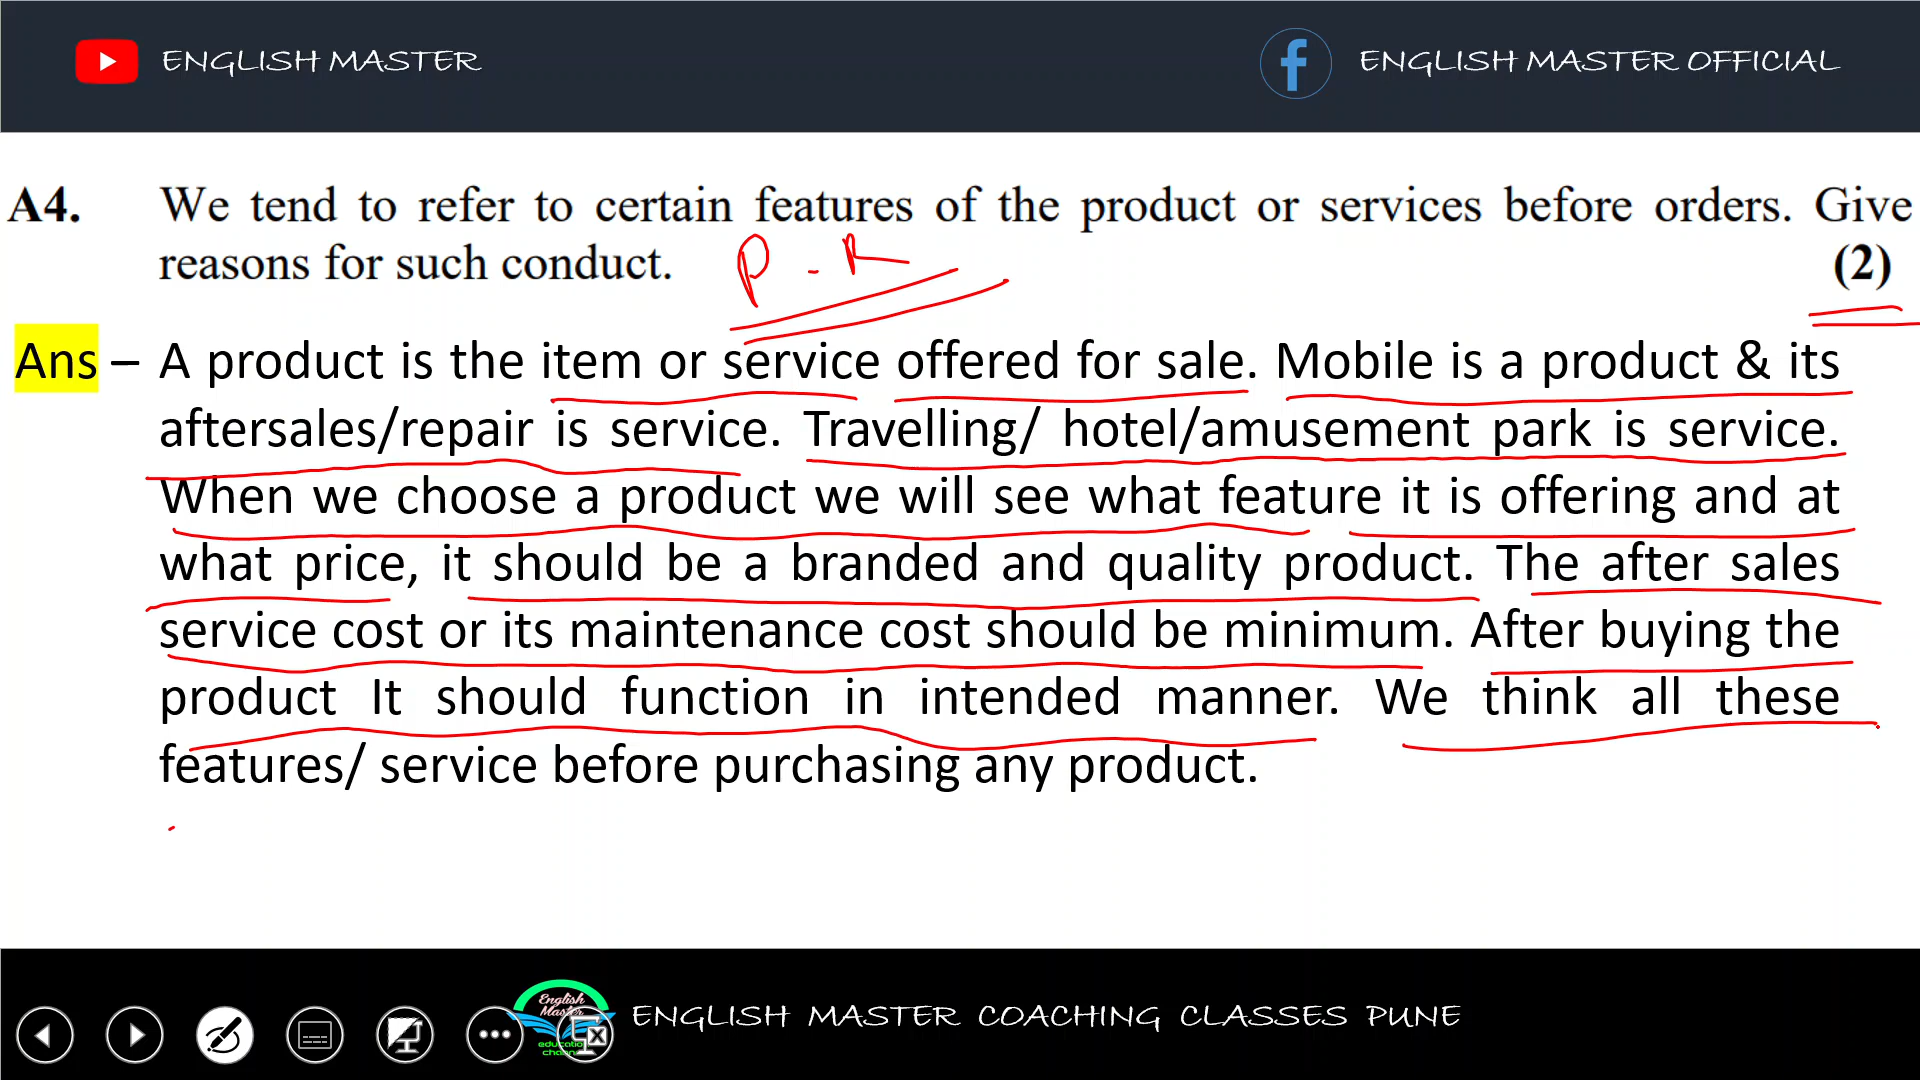 ENGLISH MASTER
ENGLISH MASTER OFFICIAL
A4. We tend to refer to certain features of the product or services before orders. Give
reasons for such conduct. (2)
P - R
Ans – A product is the item or service offered for sale. Mobile is a product & its
aftersales/repair is service. Travelling/ hotel/amusement park is service.
When we choose a product we will see what feature it is offering and at
what price, it should be a branded and quality product. The after sales
service cost or its maintenance cost should be minimum. After buying the
product It should function in intended manner. We think all these
features/ service before purchasing any product.
English
Master
education
channel
ENGLISH MASTER COACHING CLASSES PUNE